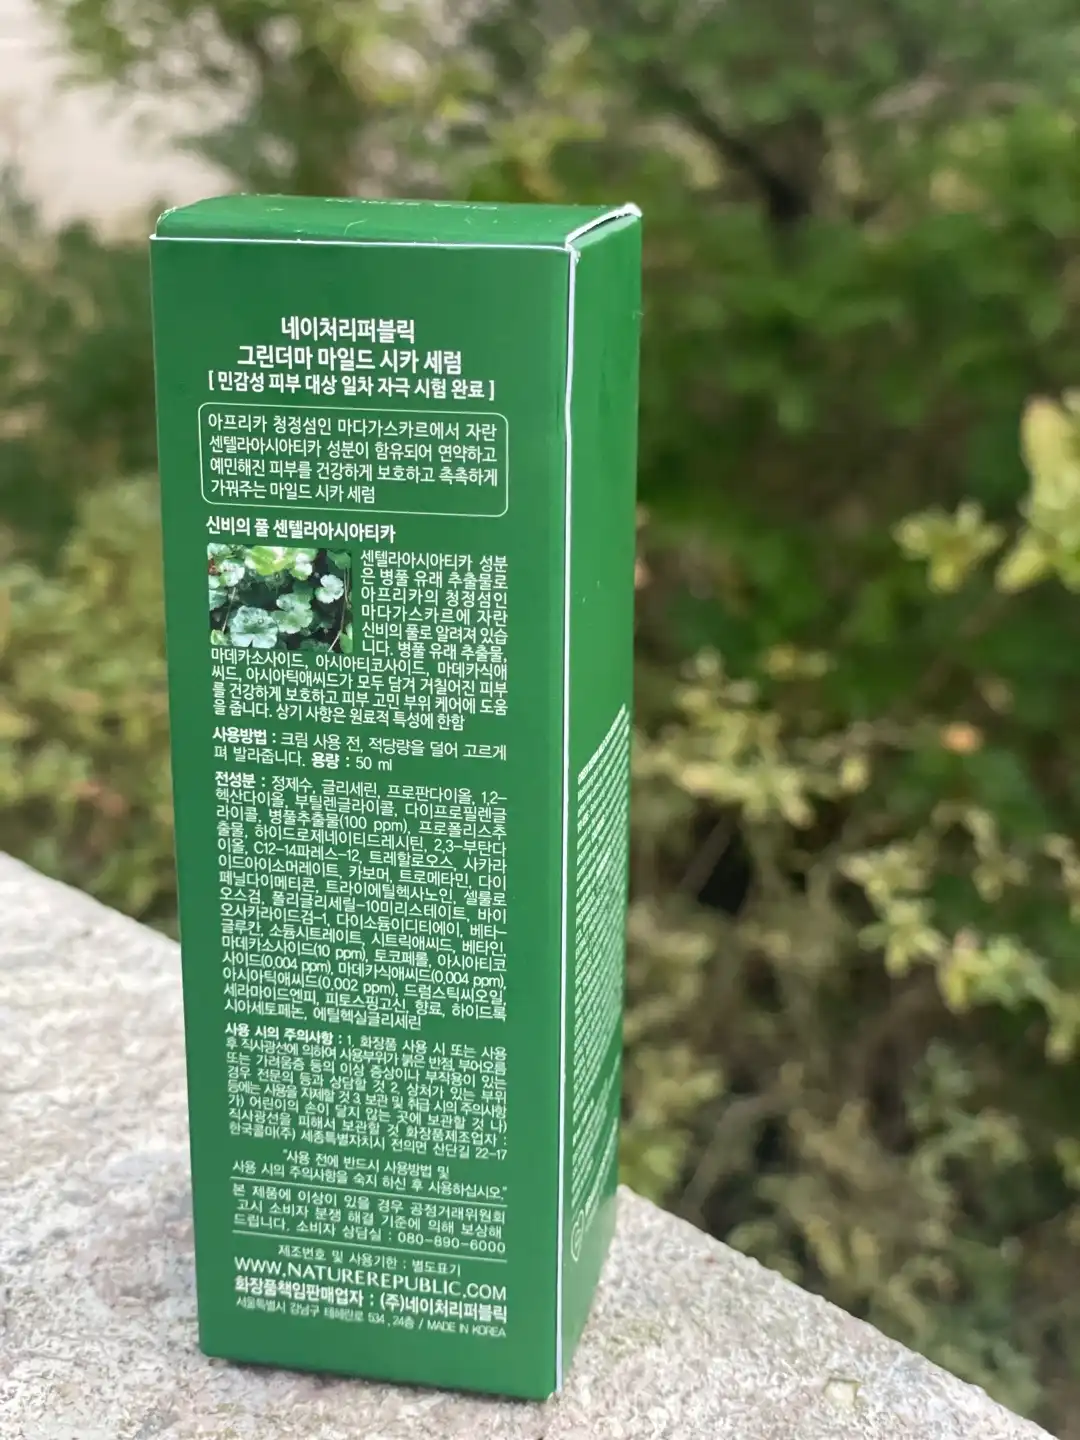 네이처리퍼블릭
그린더마 마일드 시카 세럼
[ 민감성 피부 대상 일차 자극 시험 완료 ]
아프리카 청정섬인 마다가스카르에서 자란
센텔라아시아티카 성분이 함유되어 연약하고
예민해진 피부를 건강하게 보호하고 촉촉하게
가꿔주는 마일드 시카 세럼
신비의 풀 센텔라아시아티카
센텔라아시아티카 성분
은 병풀 유래 추출물로
아프리카의 청정섬인
마다가스카르에 자란
신비의 풀로 알려져 있습
니다. 병풀 유래 추출물,
마데카소사이드, 아시아티코사이드, 마데카식애
씨드, 아시아틱애씨드가 모두 담겨 거칠어진 피부
를 건강하게 보호하고 피부 고민 부위 케어에 도움
을 줍니다. 상기 사항은 원료적 특성에 한함
사용방법 : 크림 사용 전, 적당량을 덜어 고르게
펴 발라줍니다. 용량 : 50 ml
전성분 : 정제수, 글리세린, 프로판다이올, 1,2-
헥산다이올, 부틸렌글라이콜, 다이프로필렌글
라이콜, 병풀추출물(100 ppm), 프로폴리스추
출물, 하이드로제네이티드레시틴, 2,3-부탄다
이올, C12-14파레스-12, 트레할로오스, 사카라
이드아이소머레이트, 카보머, 트로메타민, 다이
페닐다이메티콘, 트라이에틸헥사노인, 셀룰로
오스검, 폴리글리세릴-10미리스테이트, 바이
오사카라이드검-1, 다이소듐이디티에이, 베타-
글루칸, 소듐시트레이트, 시트릭애씨드, 베타인,
마데카소사이드(10 ppm), 토코페롤, 아시아티코
사이드(0.004 ppm), 마데카식애씨드(0.004 ppm),
아시아틱애씨드(0.002 ppm), 드럼스틱씨오일,
세라마이드엔피, 피토스핑고신, 향료, 하이드록
시아세토페논, 에틸헥실글리세린
사용 시의 주의사항 : 1. 화장품 사용 시 또는 사용
후 직사광선에 의하여 사용부위가 붉은 반점, 부어오름
또는 가려움증 등의 이상 증상이나 부작용이 있는
경우 전문의 등과 상담할 것 2. 상처가 있는 부위
등에는 사용을 자제할 것 3. 보관 및 취급 시의 주의사항
가) 어린이의 손이 닿지 않는 곳에 보관할 것 나)
직사광선을 피해서 보관할 것 화장품제조업자 :
한국콜마(주) 세종특별자치시 전의면 산단길 22-17
"사용 전에 반드시 사용방법 및
사용 시의 주의사항을 숙지 하신 후 사용하십시오."
본 제품에 이상이 있을 경우 공정거래위원회
고시 소비자 분쟁 해결 기준에 의해 보상해
드립니다. 소비자 상담실 : 080-890-6000
제조번호 및 사용기한 : 별도표기
WWW.NATUREREPUBLIC.COM
화장품책임판매업자 : (주)네이처리퍼블릭
서울특별시 강남구 테헤란로 534, 24층 / MADE IN KOREA